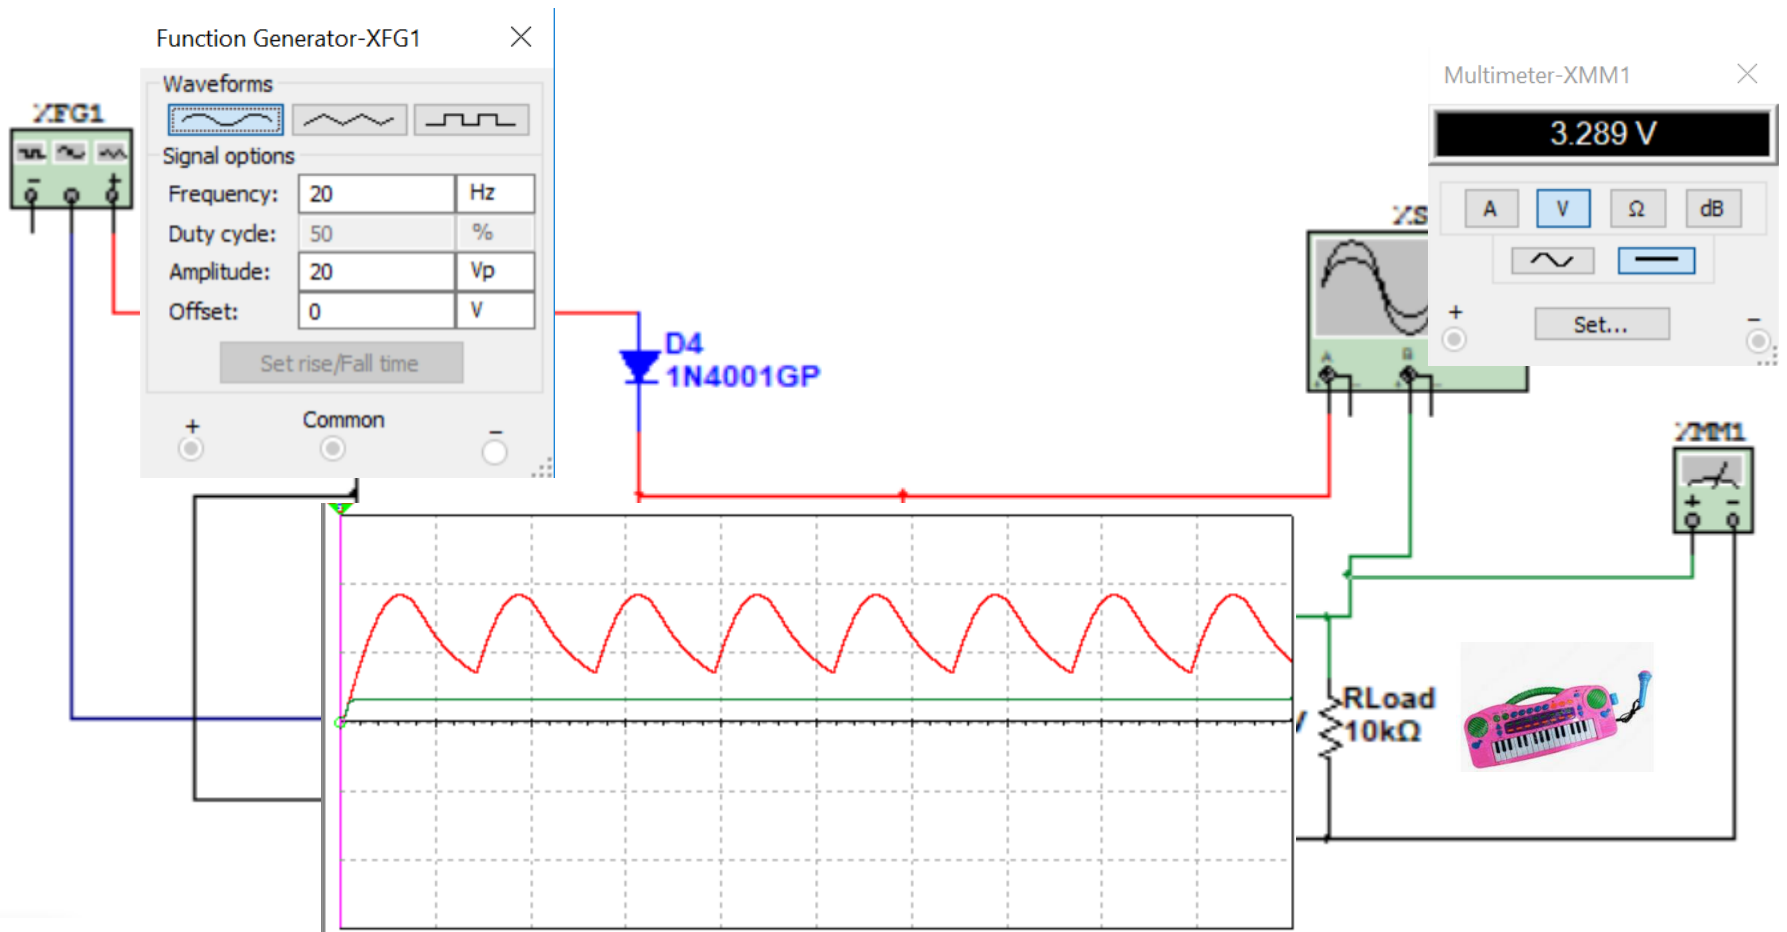 Function Generator-XFG1
Waveforms
Signal options
Frequency: 20 Hz
Duty cycle: 50 %
Amplitude: 20 Vp
Offset: 0 V
Set rise/Fall time
+ Common −
XFG1
− +
D4
1N4001GP
XS
A B
Multimeter-XMM1
3.289 V
A V Ω dB
+ −
Set...
XMM1
+ −
RLoad
10kΩ